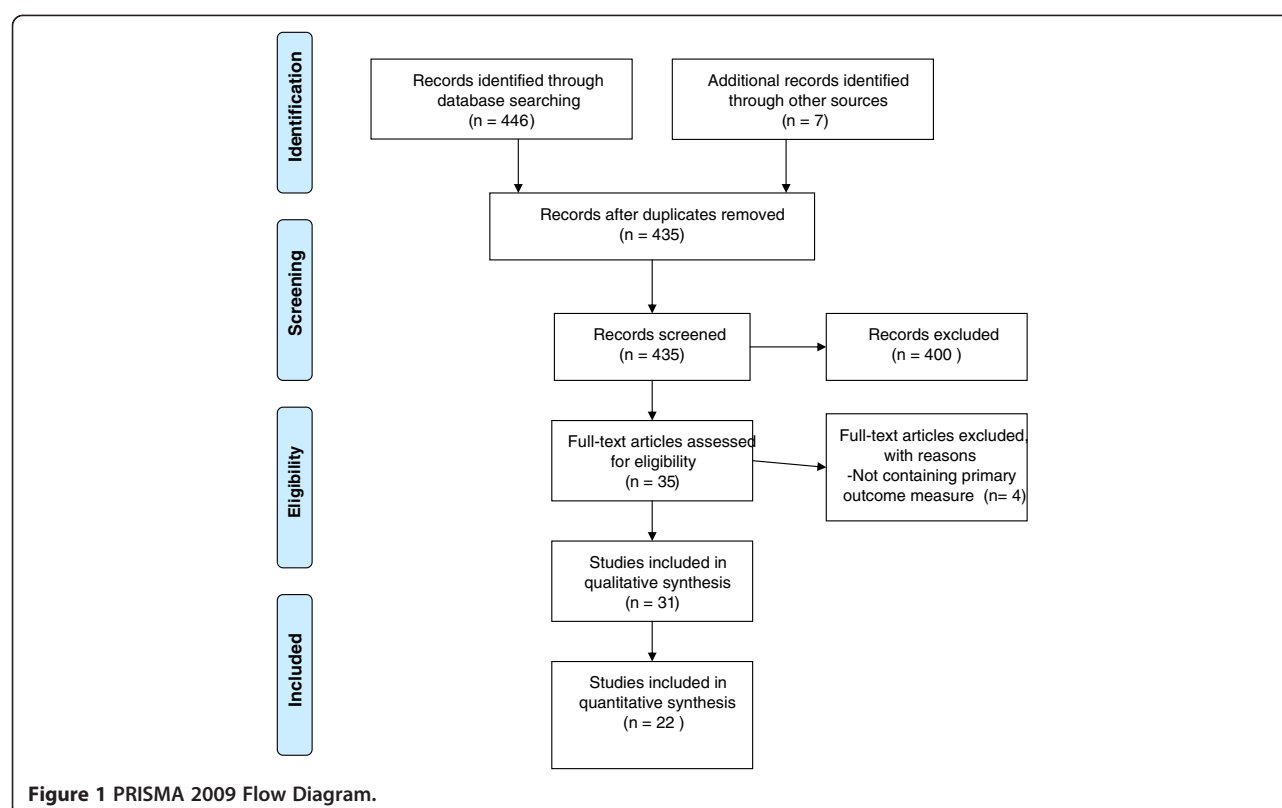 Identification
Records identified through
database searching
(n = 446)
Additional records identified
through other sources
(n = 7)
Records after duplicates removed
(n = 435)
Screening
Records screened
(n = 435)
Records excluded
(n = 400 )
Eligibility
Full-text articles assessed
for eligibility
(n = 35)
Full-text articles excluded,
with reasons
-Not containing primary
outcome measure (n= 4)
Studies included in
qualitative synthesis
(n = 31)
Included
Studies included in
quantitative synthesis
(n = 22 )
Figure 1 PRISMA 2009 Flow Diagram.